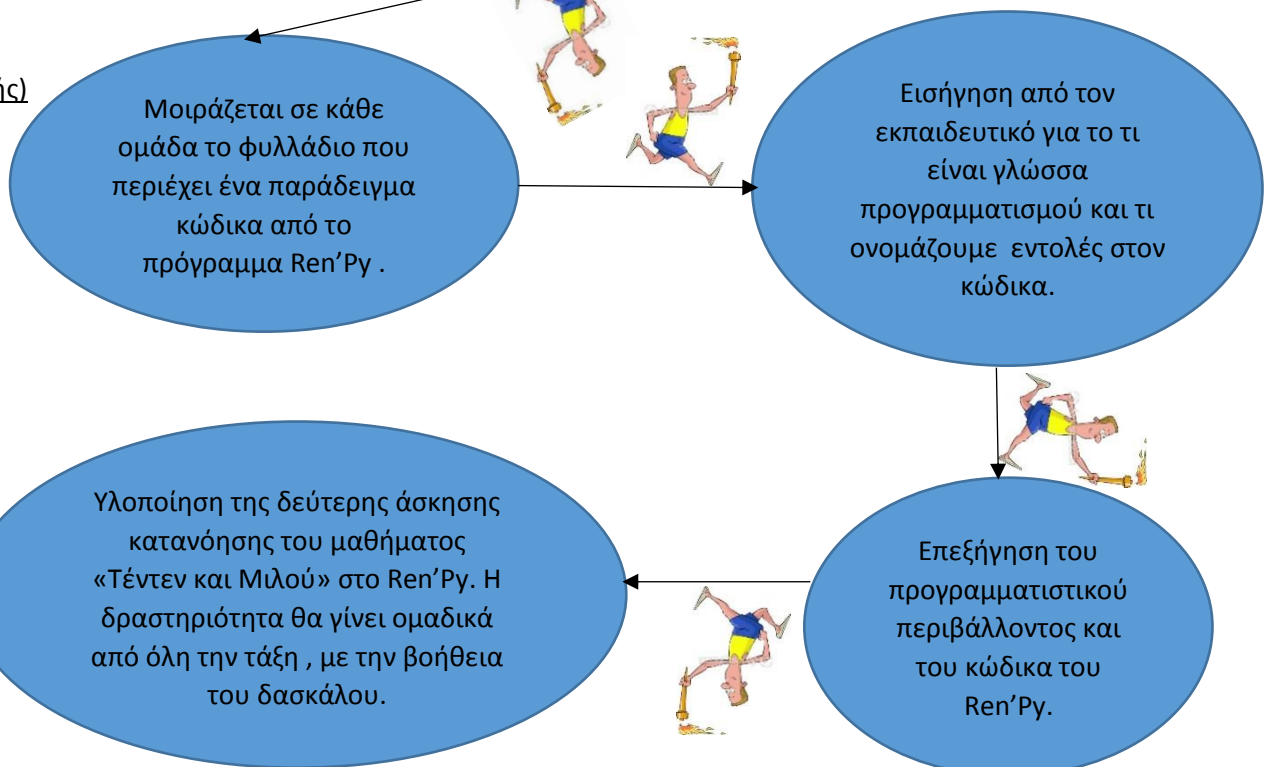 ής)
Μοιράζεται σε κάθε
ομάδα το φυλλάδιο που
περιέχει ένα παράδειγμα
κώδικα από το
πρόγραμμα Ren’Py .
Εισήγηση από τον
εκπαιδευτικό για το τι
είναι γλώσσα
προγραμματισμού και τι
ονομάζουμε  εντολές στον
κώδικα.
Επεξήγηση του
προγραμματιστικού
περιβάλλοντος και
του κώδικα του
Ren’Py.
Υλοποίηση της δεύτερης άσκησης
κατανόησης του μαθήματος
«Τέντεν και Μιλού» στο Ren’Py. Η
δραστηριότητα θα γίνει ομαδικά
από όλη την τάξη , με την βοήθεια
του δασκάλου.